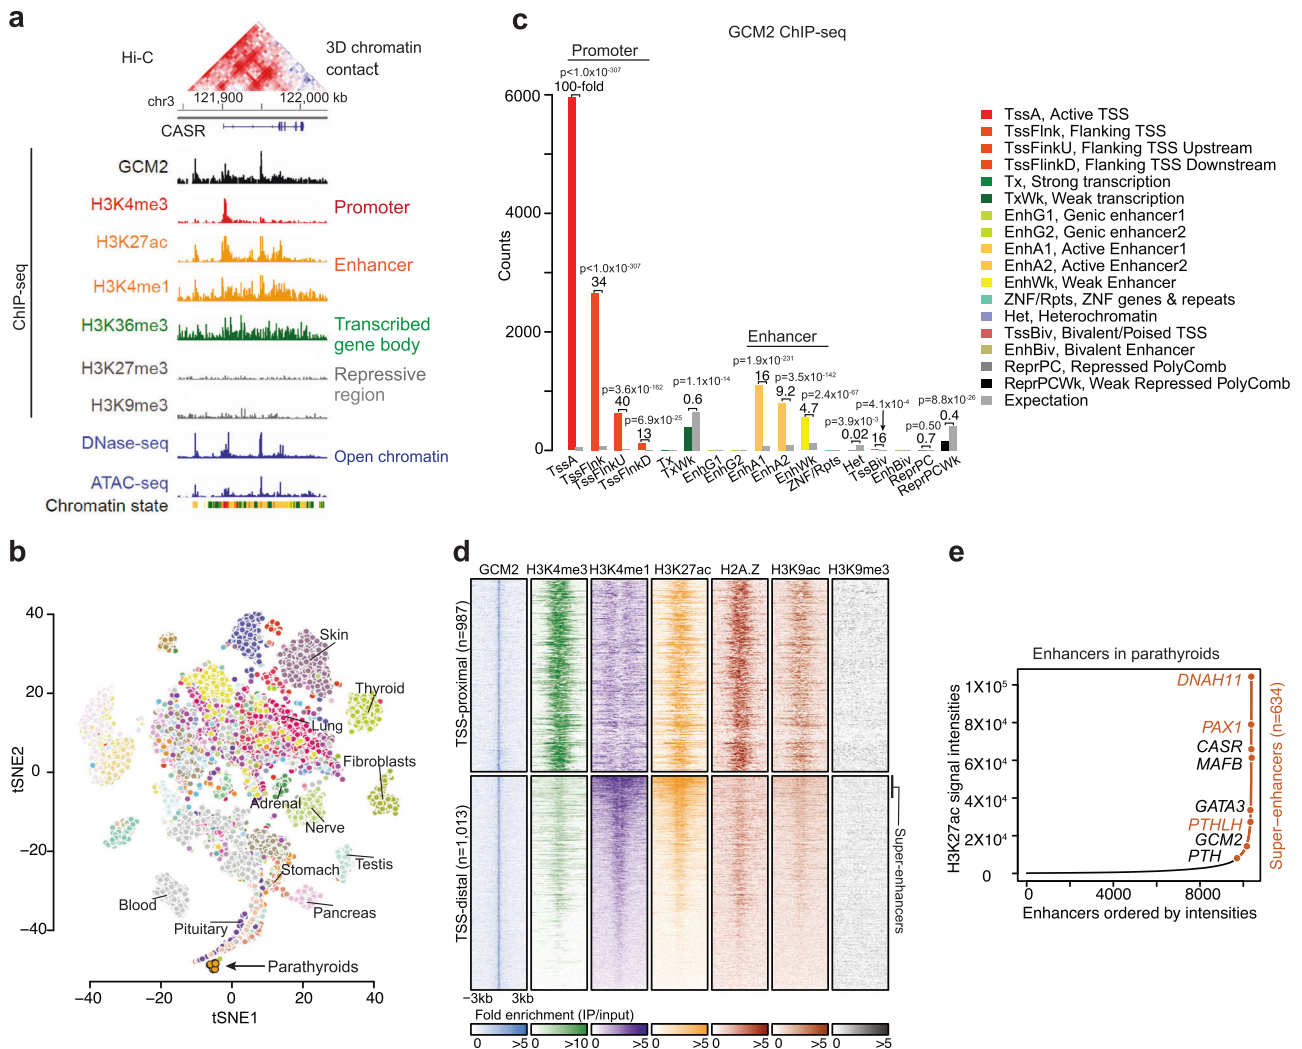 a
Hi-C
3D chromatin
contact
chr3
121,900
122,000 kb
CASR
ChIP-seq
GCM2
H3K4me3
Promoter
H3K27ac
Enhancer
H3K4me1
H3K36me3
Transcribed
gene body
H3K27me3
Repressive
region
H3K9me3
DNase-seq
Open chromatin
ATAC-seq
Chromatin state
c
GCM2 ChIP-seq
Promoter
p<1.0x10-307
100-fold
6000
4000
2000
0
Counts
p<1.0x10-307
34
p=3.6x10-162
40
p=6.9x10-25
13
p=1.1x10-14
0.6
Enhancer
p=1.9x10-231
16
p=3.5x10-142
9.2
p=2.4x10-67
4.7
p=3.9x10-3
0.02
p=4.1x10-4
16
p=0.50
0.7
p=8.8x10-26
0.4
TssA
TssFlnk
TssFlnkU
TssFlnkD
Tx
TxWk
EnhG1
EnhG2
EnhA1
EnhA2
EnhWk
ZNF/Rpts
Het
TssBiv
EnhBiv
ReprPC
ReprPCWk
TssA, Active TSS
TssFlnk, Flanking TSS
TssFinkU, Flanking TSS Upstream
TssFlinkD, Flanking TSS Downstream
Tx, Strong transcription
TxWk, Weak transcription
EnhG1, Genic enhancer1
EnhG2, Genic enhancer2
EnhA1, Active Enhancer1
EnhA2, Active Enhancer2
EnhWk, Weak Enhancer
ZNF/Rpts, ZNF genes & repeats
Het, Heterochromatin
TssBiv, Bivalent/Poised TSS
EnhBiv, Bivalent Enhancer
ReprPC, Repressed PolyComb
ReprPCWk, Weak Repressed PolyComb
Expectation
b
40
20
0
−20
−40
tSNE2
Skin
Thyroid
Lung
Fibroblasts
Adrenal
Nerve
Stomach
Testis
Blood
Pancreas
Pituitary
Parathyroids
−40
−20
0
20
40
tSNE1
d
GCM2
H3K4me3
H3K4me1
H3K27ac
H2A.Z
H3K9ac
H3K9me3
TSS-proximal (n=987)
TSS-distal (n=1,013)
Super-enhancers
−3kb
3kb
Fold enrichment (IP/input)
0 >5
0 >10
0 >5
0 >5
0 >5
0 >5
0 >5
e
Enhancers in parathyroids
H3K27ac signal intensities
1X10⁵
8X10⁴
6X10⁴
4X10⁴
2X10⁴
0
DNAH11
PAX1
CASR
MAFB
GATA3
PTHLH
GCM2
PTH
Super−enhancers (n=634)
0
4000
8000
Enhancers ordered by intensities